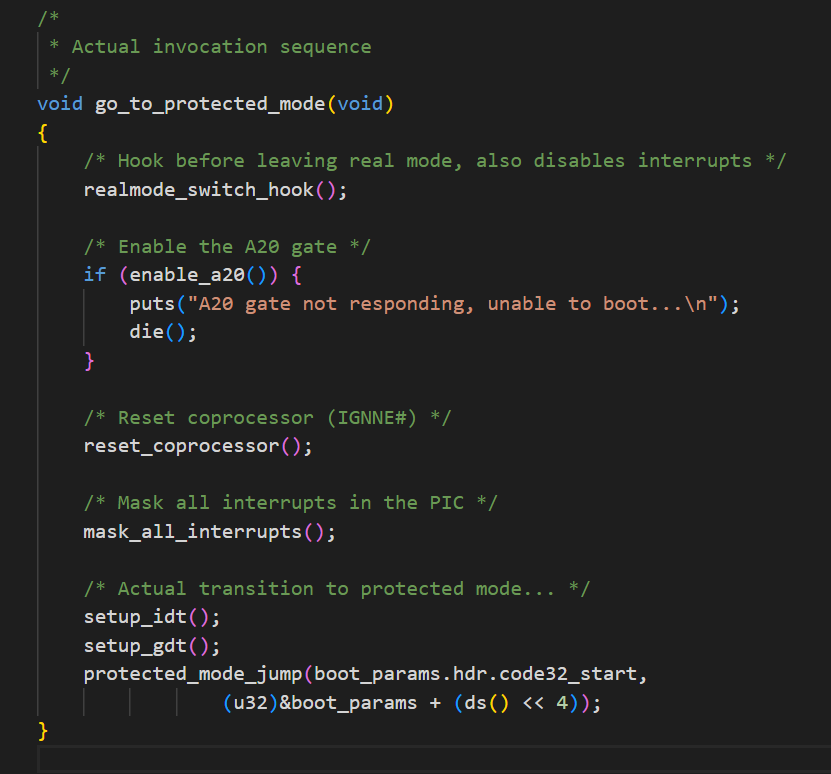 /*
 * Actual invocation sequence
 */
void go_to_protected_mode(void)
{
    /* Hook before leaving real mode, also disables interrupts */
    realmode_switch_hook();

    /* Enable the A20 gate */
    if (enable_a20()) {
        puts("A20 gate not responding, unable to boot...\n");
        die();
    }

    /* Reset coprocessor (IGNNE#) */
    reset_coprocessor();

    /* Mask all interrupts in the PIC */
    mask_all_interrupts();

    /* Actual transition to protected mode... */
    setup_idt();
    setup_gdt();
    protected_mode_jump(boot_params.hdr.code32_start,
                (u32)&boot_params + (ds() << 4));
}